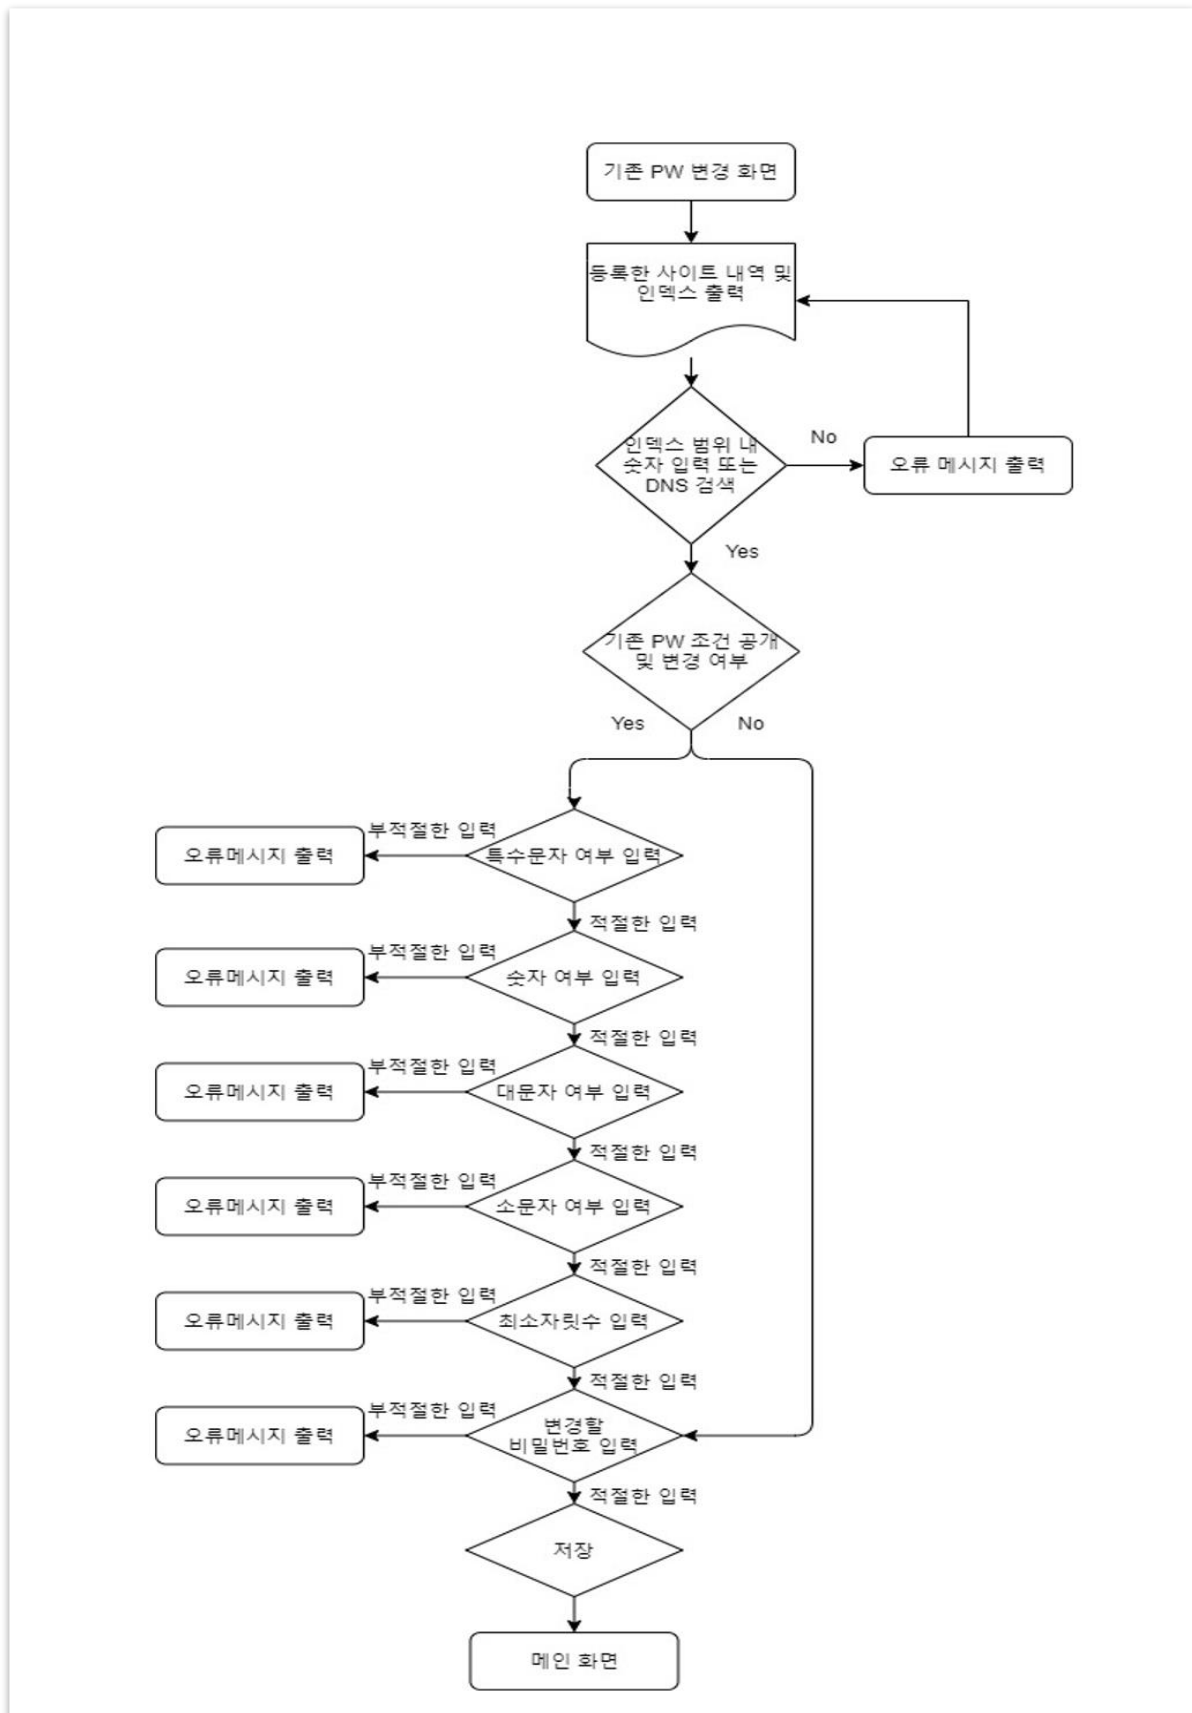 기존 PW 변경 화면
등록한 사이트 내역 및
인덱스 출력
인덱스 범위 내
숫자 입력 또는
DNS 검색
No
오류 메시지 출력
Yes
기존 PW 조건 공개
및 변경 여부
Yes
No
특수문자 여부 입력
부적절한 입력
오류메시지 출력
적절한 입력
숫자 여부 입력
부적절한 입력
오류메시지 출력
적절한 입력
대문자 여부 입력
부적절한 입력
오류메시지 출력
적절한 입력
소문자 여부 입력
부적절한 입력
오류메시지 출력
적절한 입력
최소자릿수 입력
부적절한 입력
오류메시지 출력
적절한 입력
변경할
비밀번호 입력
부적절한 입력
오류메시지 출력
적절한 입력
저장
메인 화면